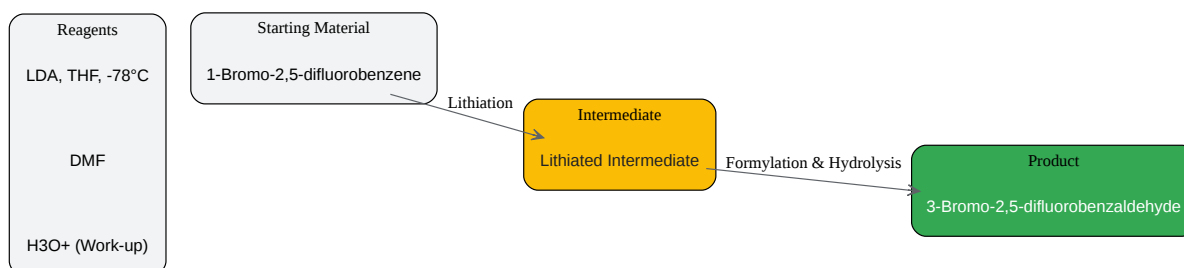 Reagents
LDA, THF, -78°C
DMF
H3O+ (Work-up)
Starting Material
1-Bromo-2,5-difluorobenzene
Lithiation
Intermediate
Lithiated Intermediate
Formylation & Hydrolysis
Product
3-Bromo-2,5-difluorobenzaldehyde